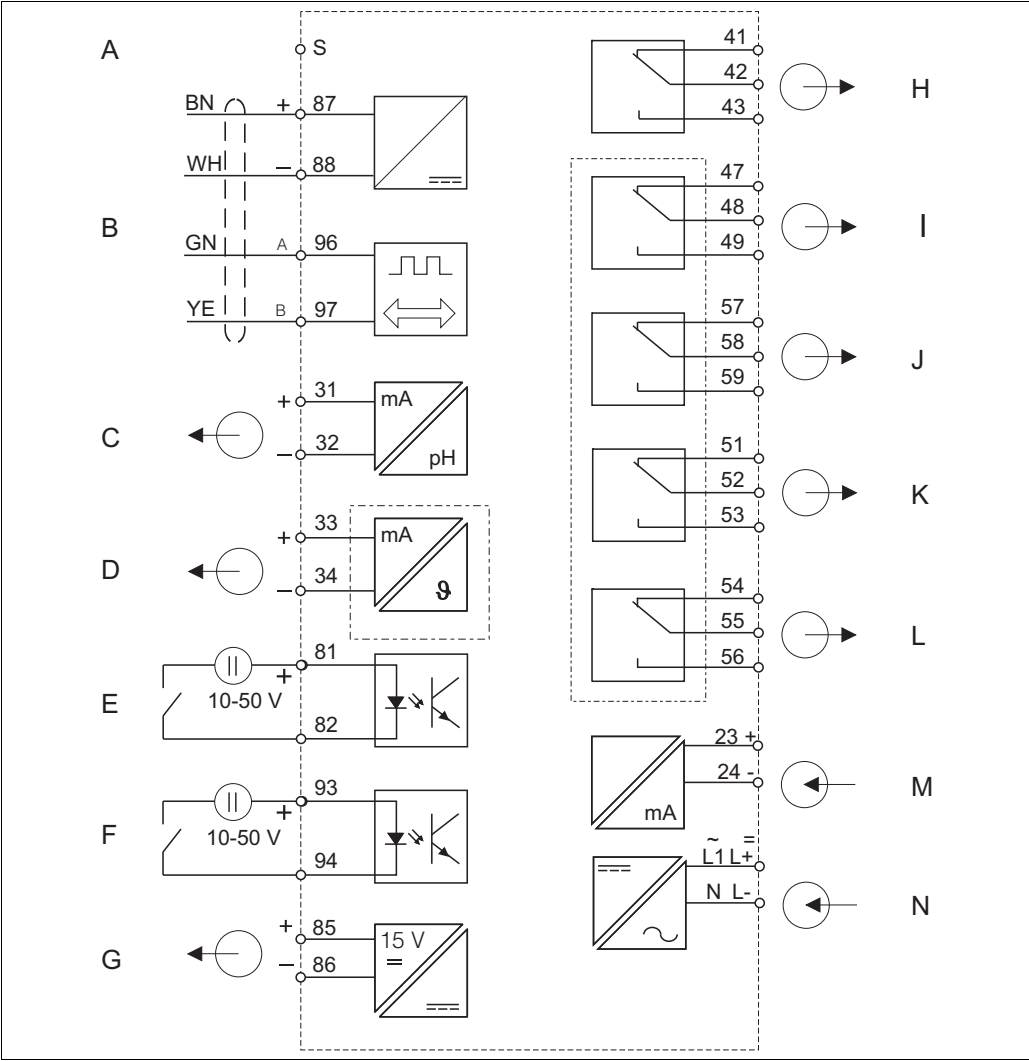 A
S
BN
+
87
WH
–
88
B
GN
A
96
YE
B
97
C
+
31
mA
–
32
pH
D
+
33
mA
–
34
ϑ
E
81
+
10-50 V
82
F
93
+
10-50 V
94
G
+
85
15 V
=
–
86
41
42
43
H
47
48
49
I
57
58
59
J
51
52
53
K
54
55
56
L
23 +
24 -
mA
M
~ =
L1 L+
N L-
N